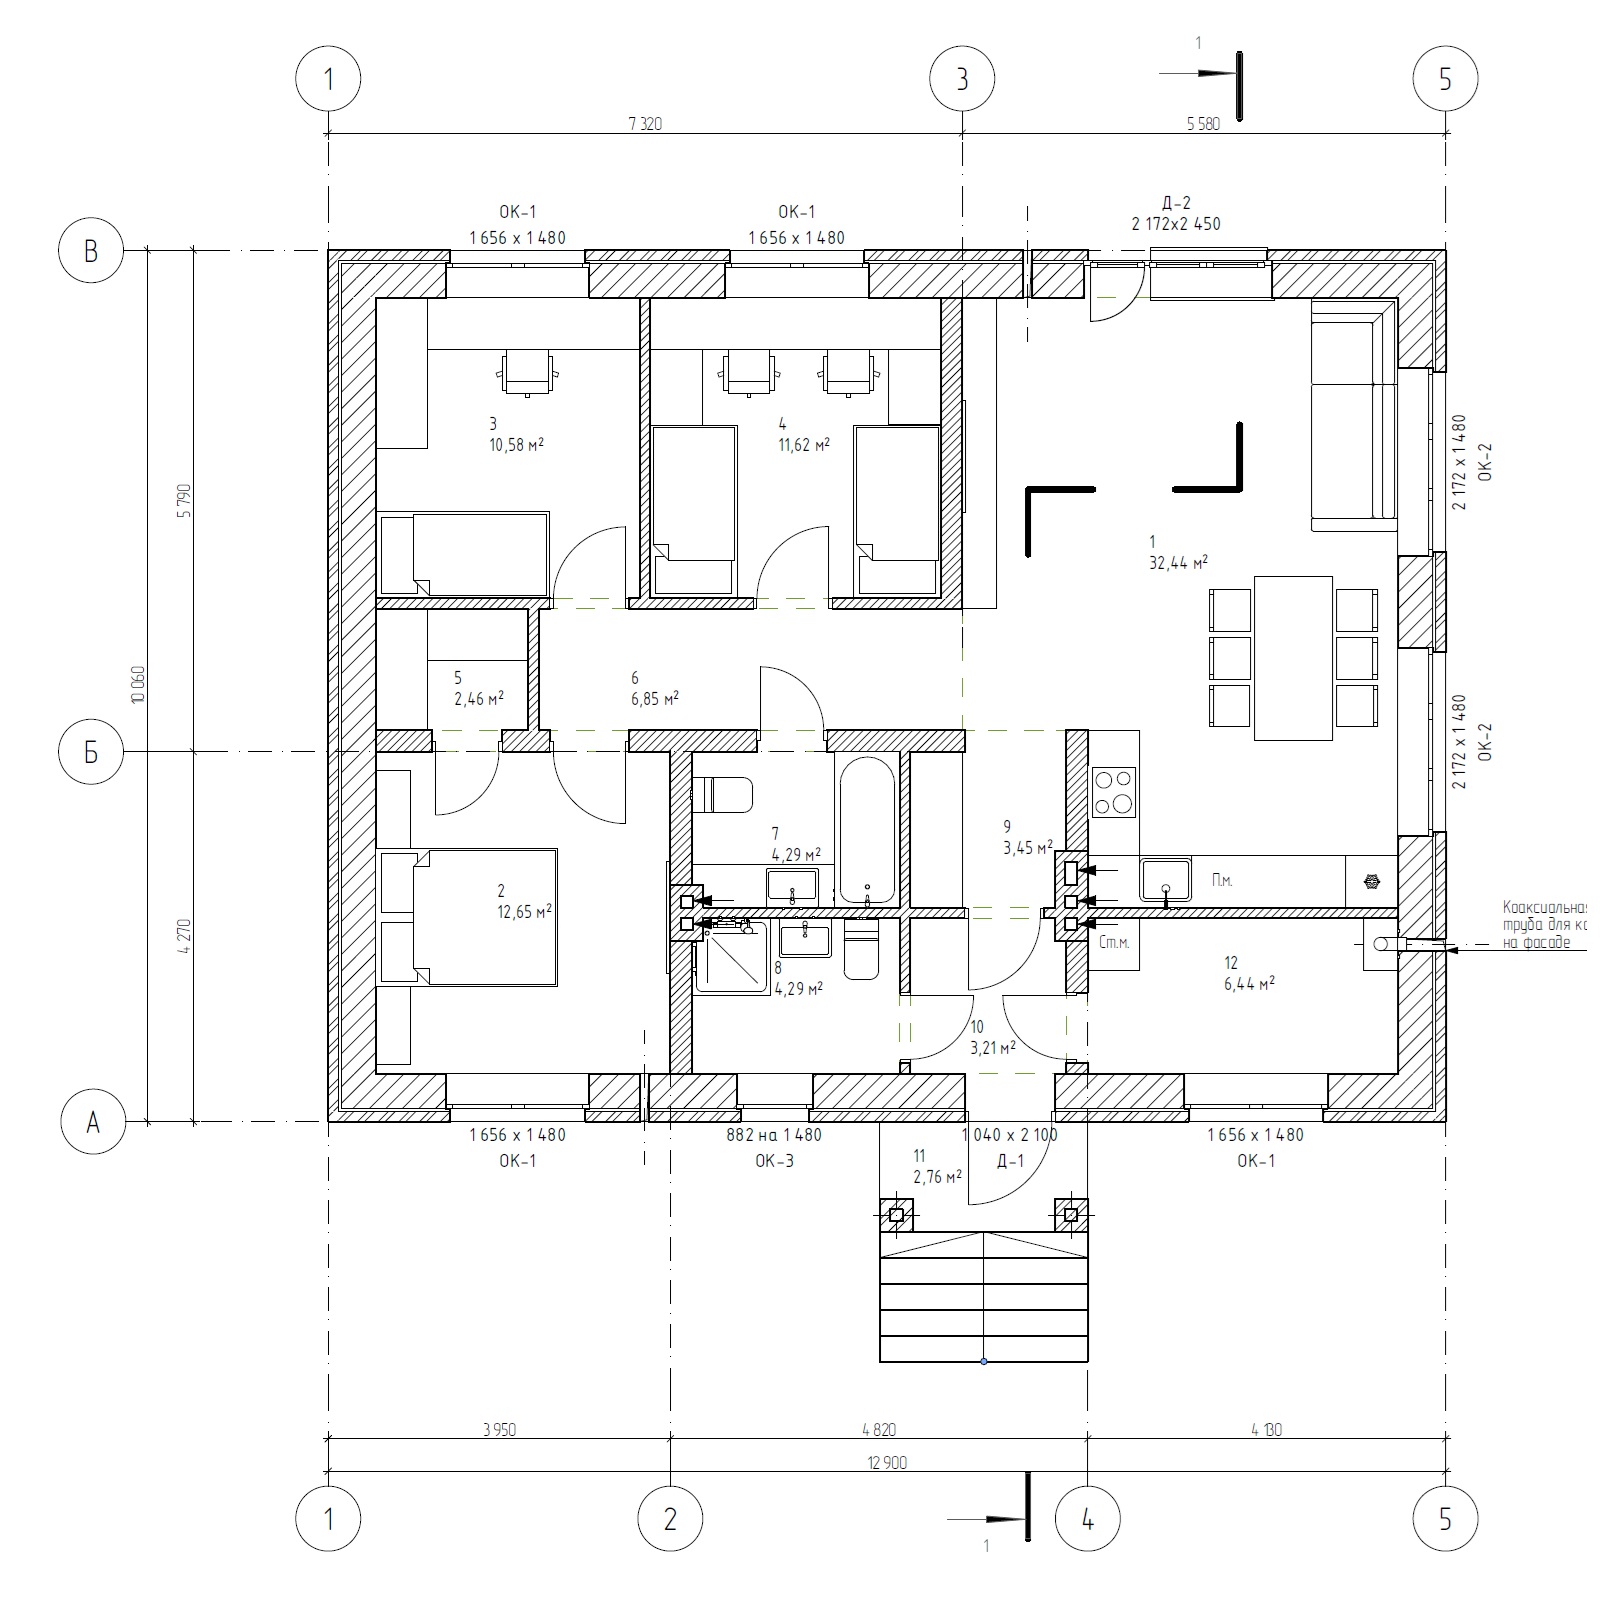 1
3
1
5
7 320
5 580
ОК-1
1 656 x 1 480
ОК-1
1 656 x 1 480
Д-2
2 172x2 450
В
3
10,58 м²
4
11,62 м²
2 172 x 1 480
ОК-2
5 790
1
32,44 м²
10 060
5
2,46 м²
6
6,85 м²
2 172 x 1 480
ОК-2
Б
7
4,29 м²
9
3,45 м²
П.м.
2
12,65 м²
4 270
Коаксиальная
труба для ко
на фасаде
Ст.м.
8
4,29 м²
12
6,44 м²
10
3,21 м²
А
1 656 x 1 480
ОК-1
882 на 1 480
ОК-3
1 040 x 2 100
Д-1
1 656 x 1 480
ОК-1
11
2,76 м²
3 950
4 820
4 130
12 900
1
2
1
4
5